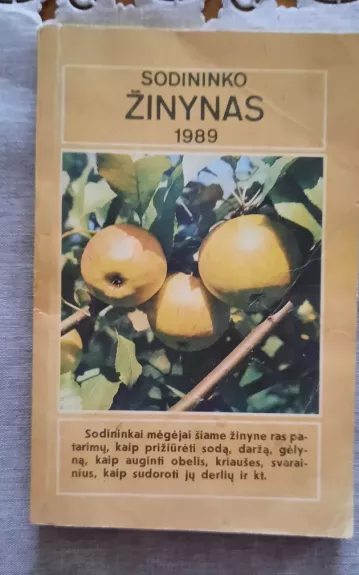 SODININKO
ŽINYNAS
1989
Sodininkai mėgėjai šiame žinyne ras pa-
tarimų, kaip prižiūrėti sodą, daržą, gėly-
ną, kaip auginti obelis, kriaušes, svarai-
nius, kaip sudoroti jų derlių ir kt.